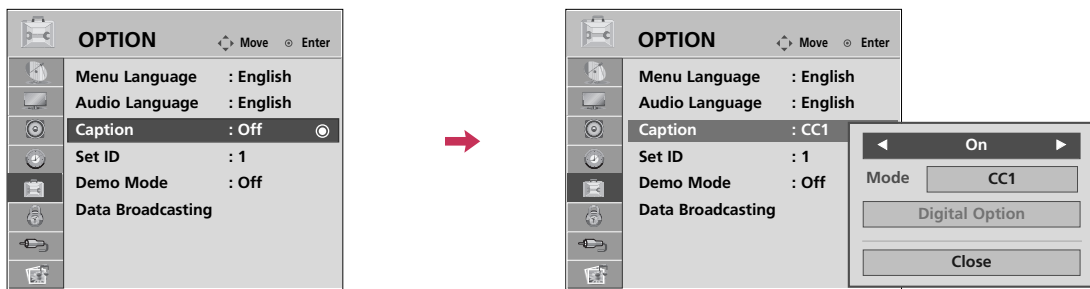 OPTION Move Enter
Menu Language : English
Audio Language : English
Caption : Off
Set ID : 1
Demo Mode : Off
Data Broadcasting
OPTION Move Enter
Menu Language : English
Audio Language : English
Caption : CC1
Set ID : 1
Demo Mode : Off
Data Broadcasting
On
Mode CC1
Digital Option
Close